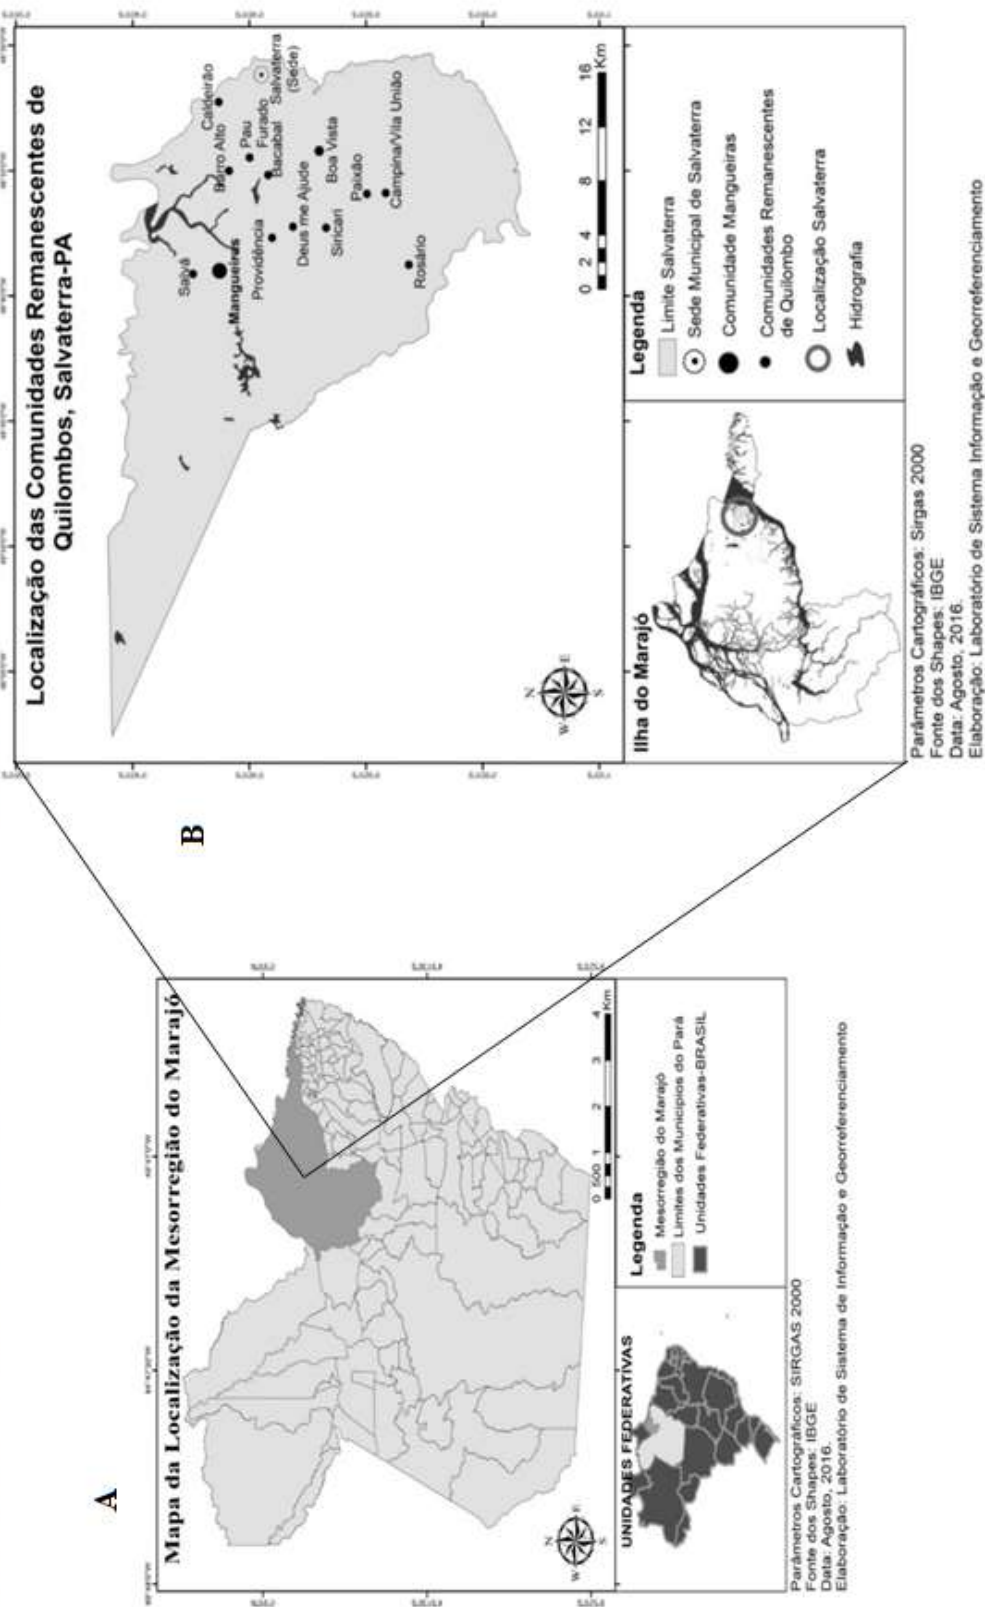 A
Mapa da Localização da Mesorregião do Marajó
N
W
E
S
0 500 1 2 3 4
Km
UNIDADES FEDERATIVAS
Legenda
Mesorregião do Marajó
Limites dos Municípios do Pará
Unidades Federativas-BRASIL
Parâmetros Cartográficos: SIRGAS 2000
Fonte dos Shapes: IBGE
Data: Agosto, 2016.
Elaboração: Laboratório de Sistema de Informação e Georreferenciamento
B
Localização das Comunidades Remanescentes de
Quilombos, Salvaterra-PA
Caldeirão
Barro Alto
Pau
Furado
Bacabal
Salvaterra
(Sede)
Salvá
Mangueiras
Providência
Deus me Ajude
Boa Vista
Siricari
Paixão
Campina/Vila União
Rosário
N
W
E
S
0 2 4 8 12 16
Km
Ilha do Marajó
Legenda
Limite Salvaterra
Sede Municipal de Salvaterra
Comunidade Mangueiras
Comunidades Remanescentes
de Quilombo
Localização Salvaterra
Hidrografia
Parâmetros Cartográficos: Sirgas 2000
Fonte dos Shapes: IBGE
Data: Agosto, 2016.
Elaboração: Laboratório de Sistema Informação e Georreferenciamento